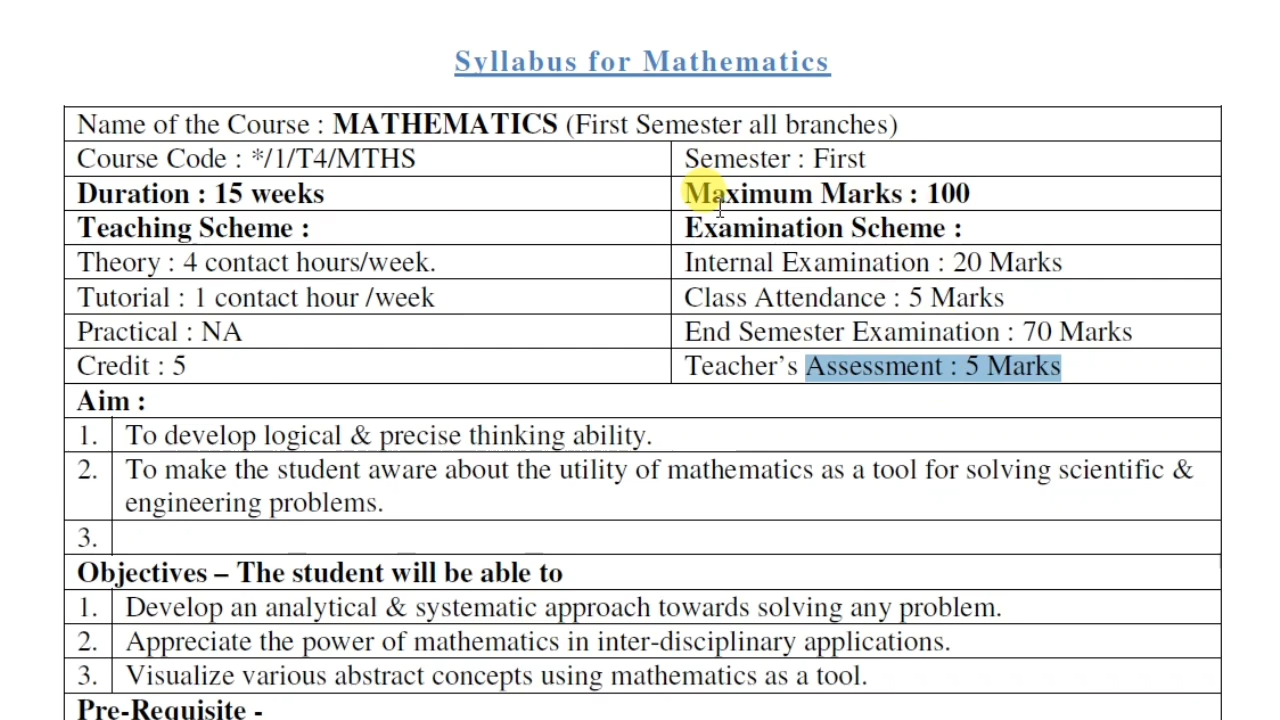 Syllabus for Mathematics
Name of the Course : MATHEMATICS (First Semester all branches)
Course Code : */1/T4/MTHS
Semester : First
Duration : 15 weeks
Maximum Marks : 100
Teaching Scheme :
Examination Scheme :
Theory : 4 contact hours/week.
Internal Examination : 20 Marks
Tutorial : 1 contact hour /week
Class Attendance : 5 Marks
Practical : NA
End Semester Examination : 70 Marks
Credit : 5
Teacher’s Assessment : 5 Marks
Aim :
1. To develop logical & precise thinking ability.
2. To make the student aware about the utility of mathematics as a tool for solving scientific &
engineering problems.
3.
Objectives – The student will be able to
1. Develop an analytical & systematic approach towards solving any problem.
2. Appreciate the power of mathematics in inter-disciplinary applications.
3. Visualize various abstract concepts using mathematics as a tool.
Pre-Requisite -